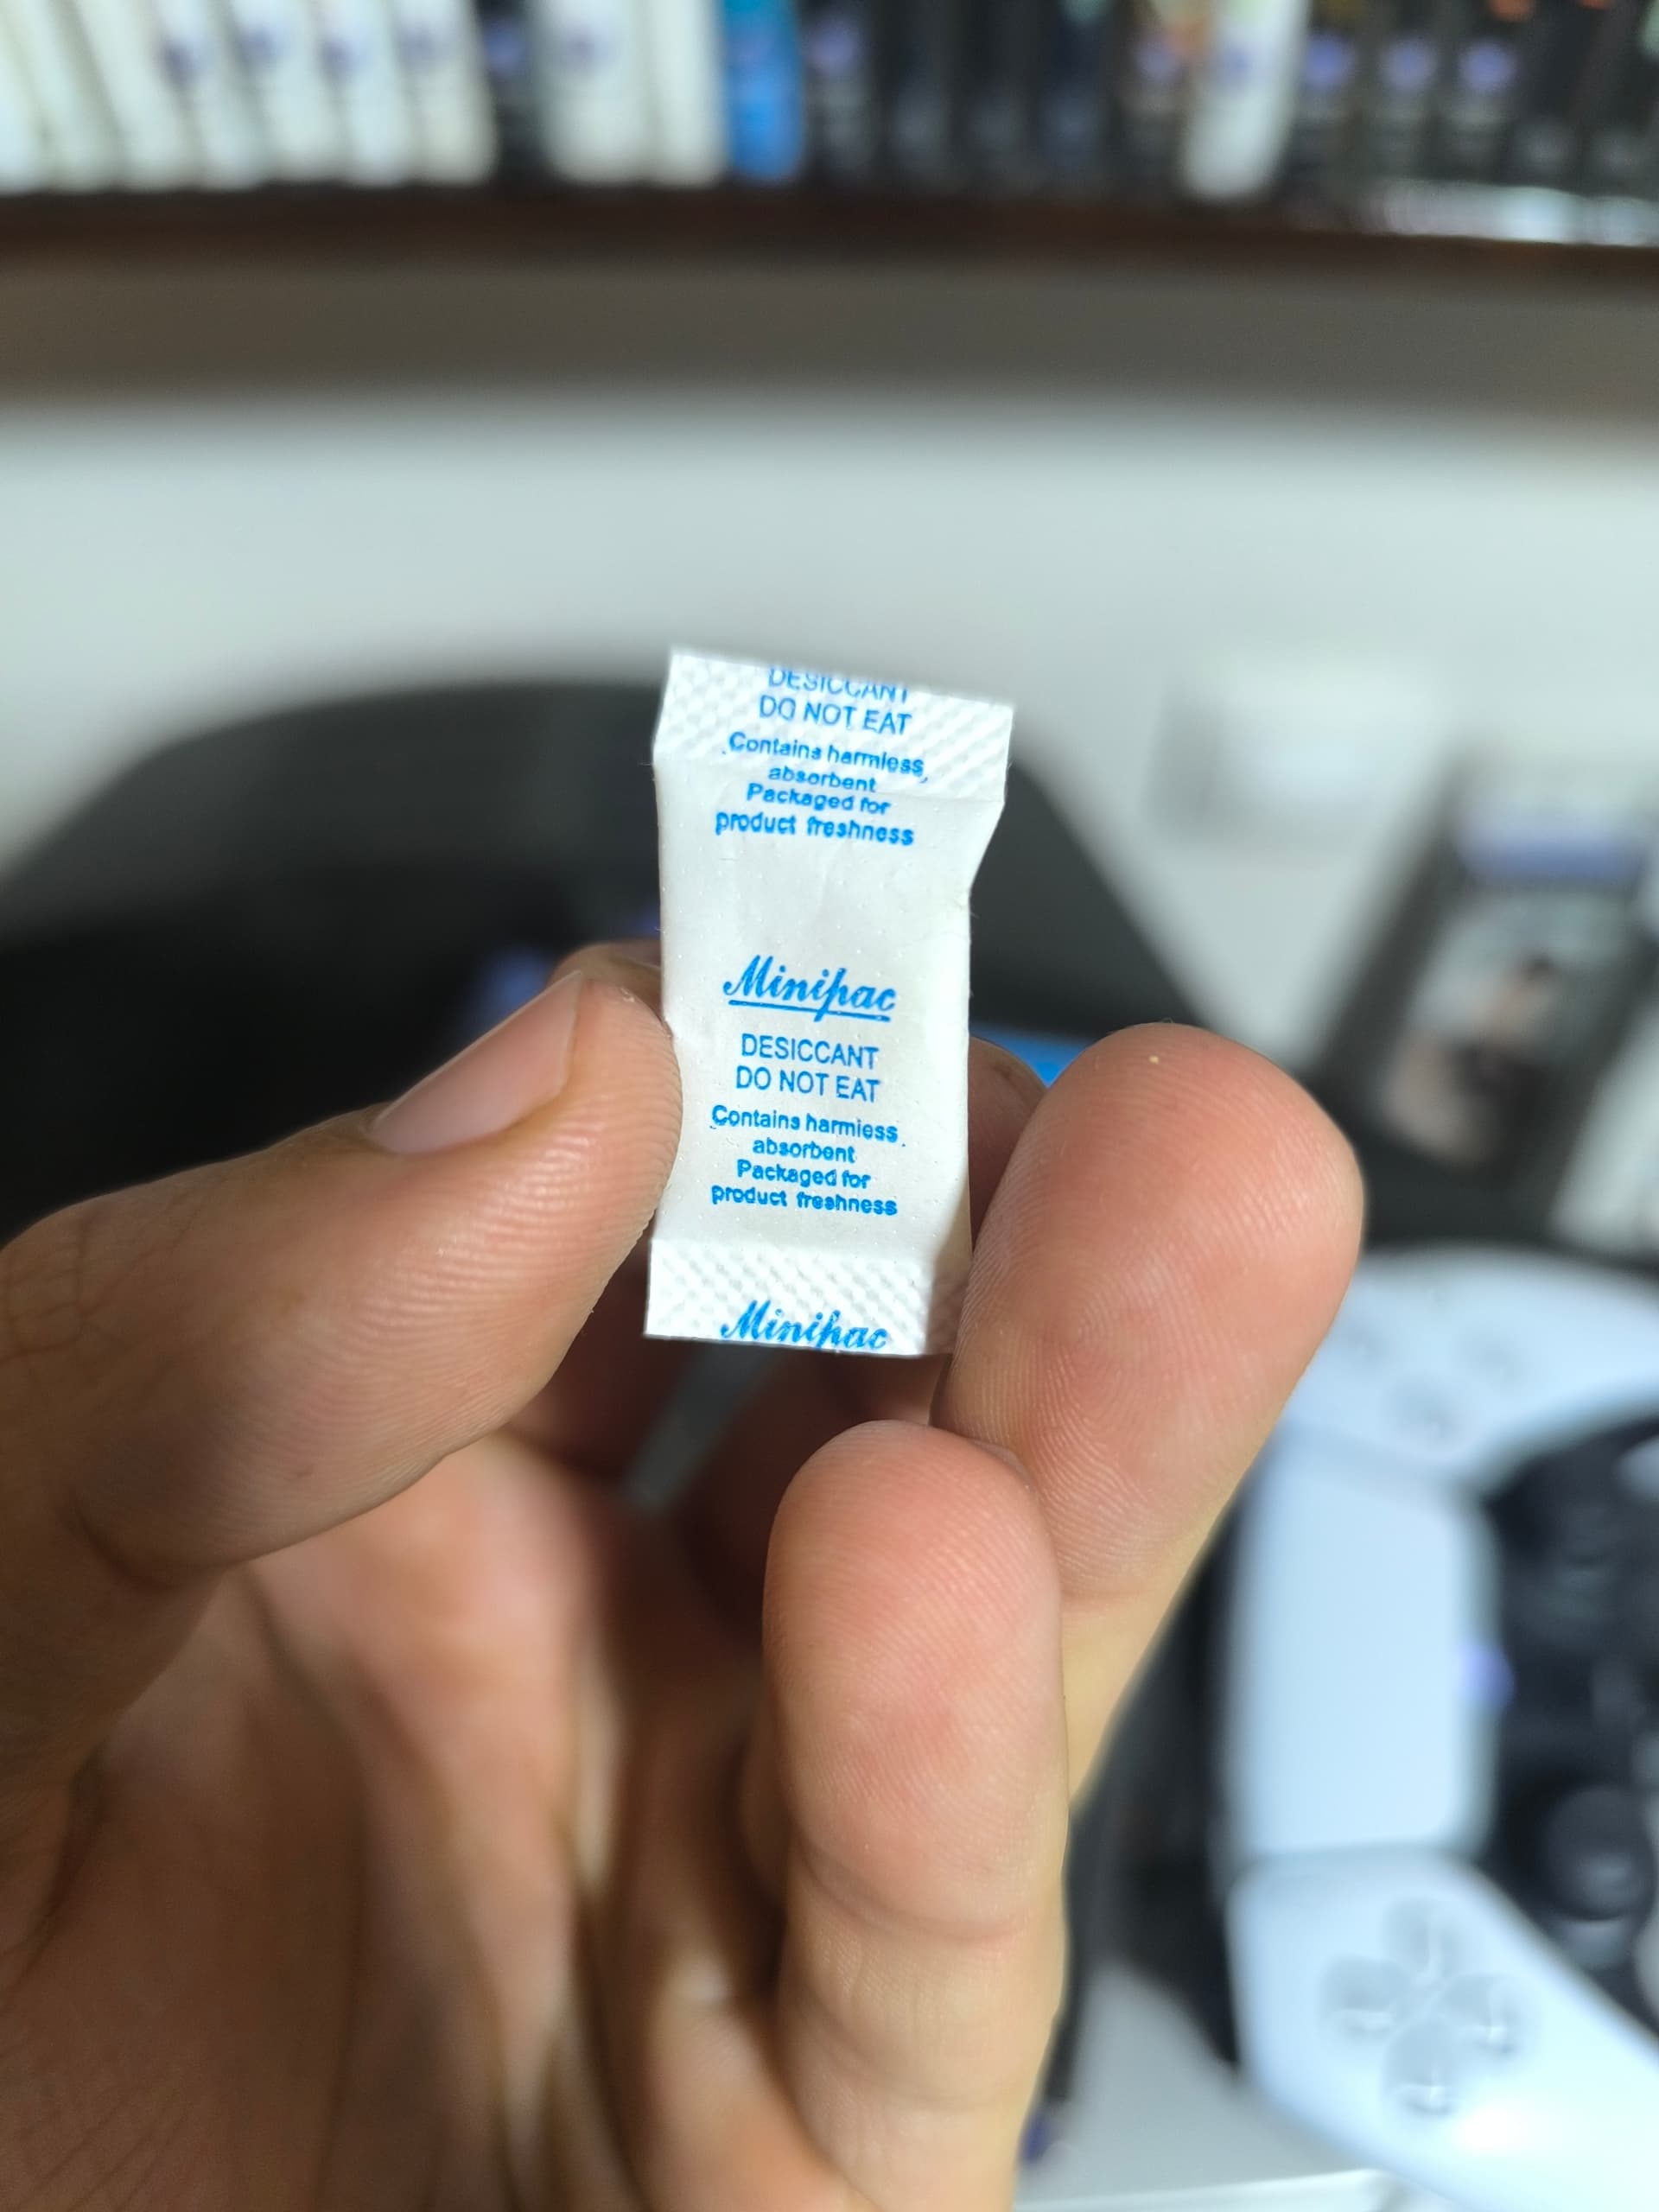 DESICCANT
DO NOT EAT
Contains harmless
absorbent
Packaged for
product freshness
Minipac
DESICCANT
DO NOT EAT
Contains harmless
absorbent
Packaged for
product freshness
Minipac